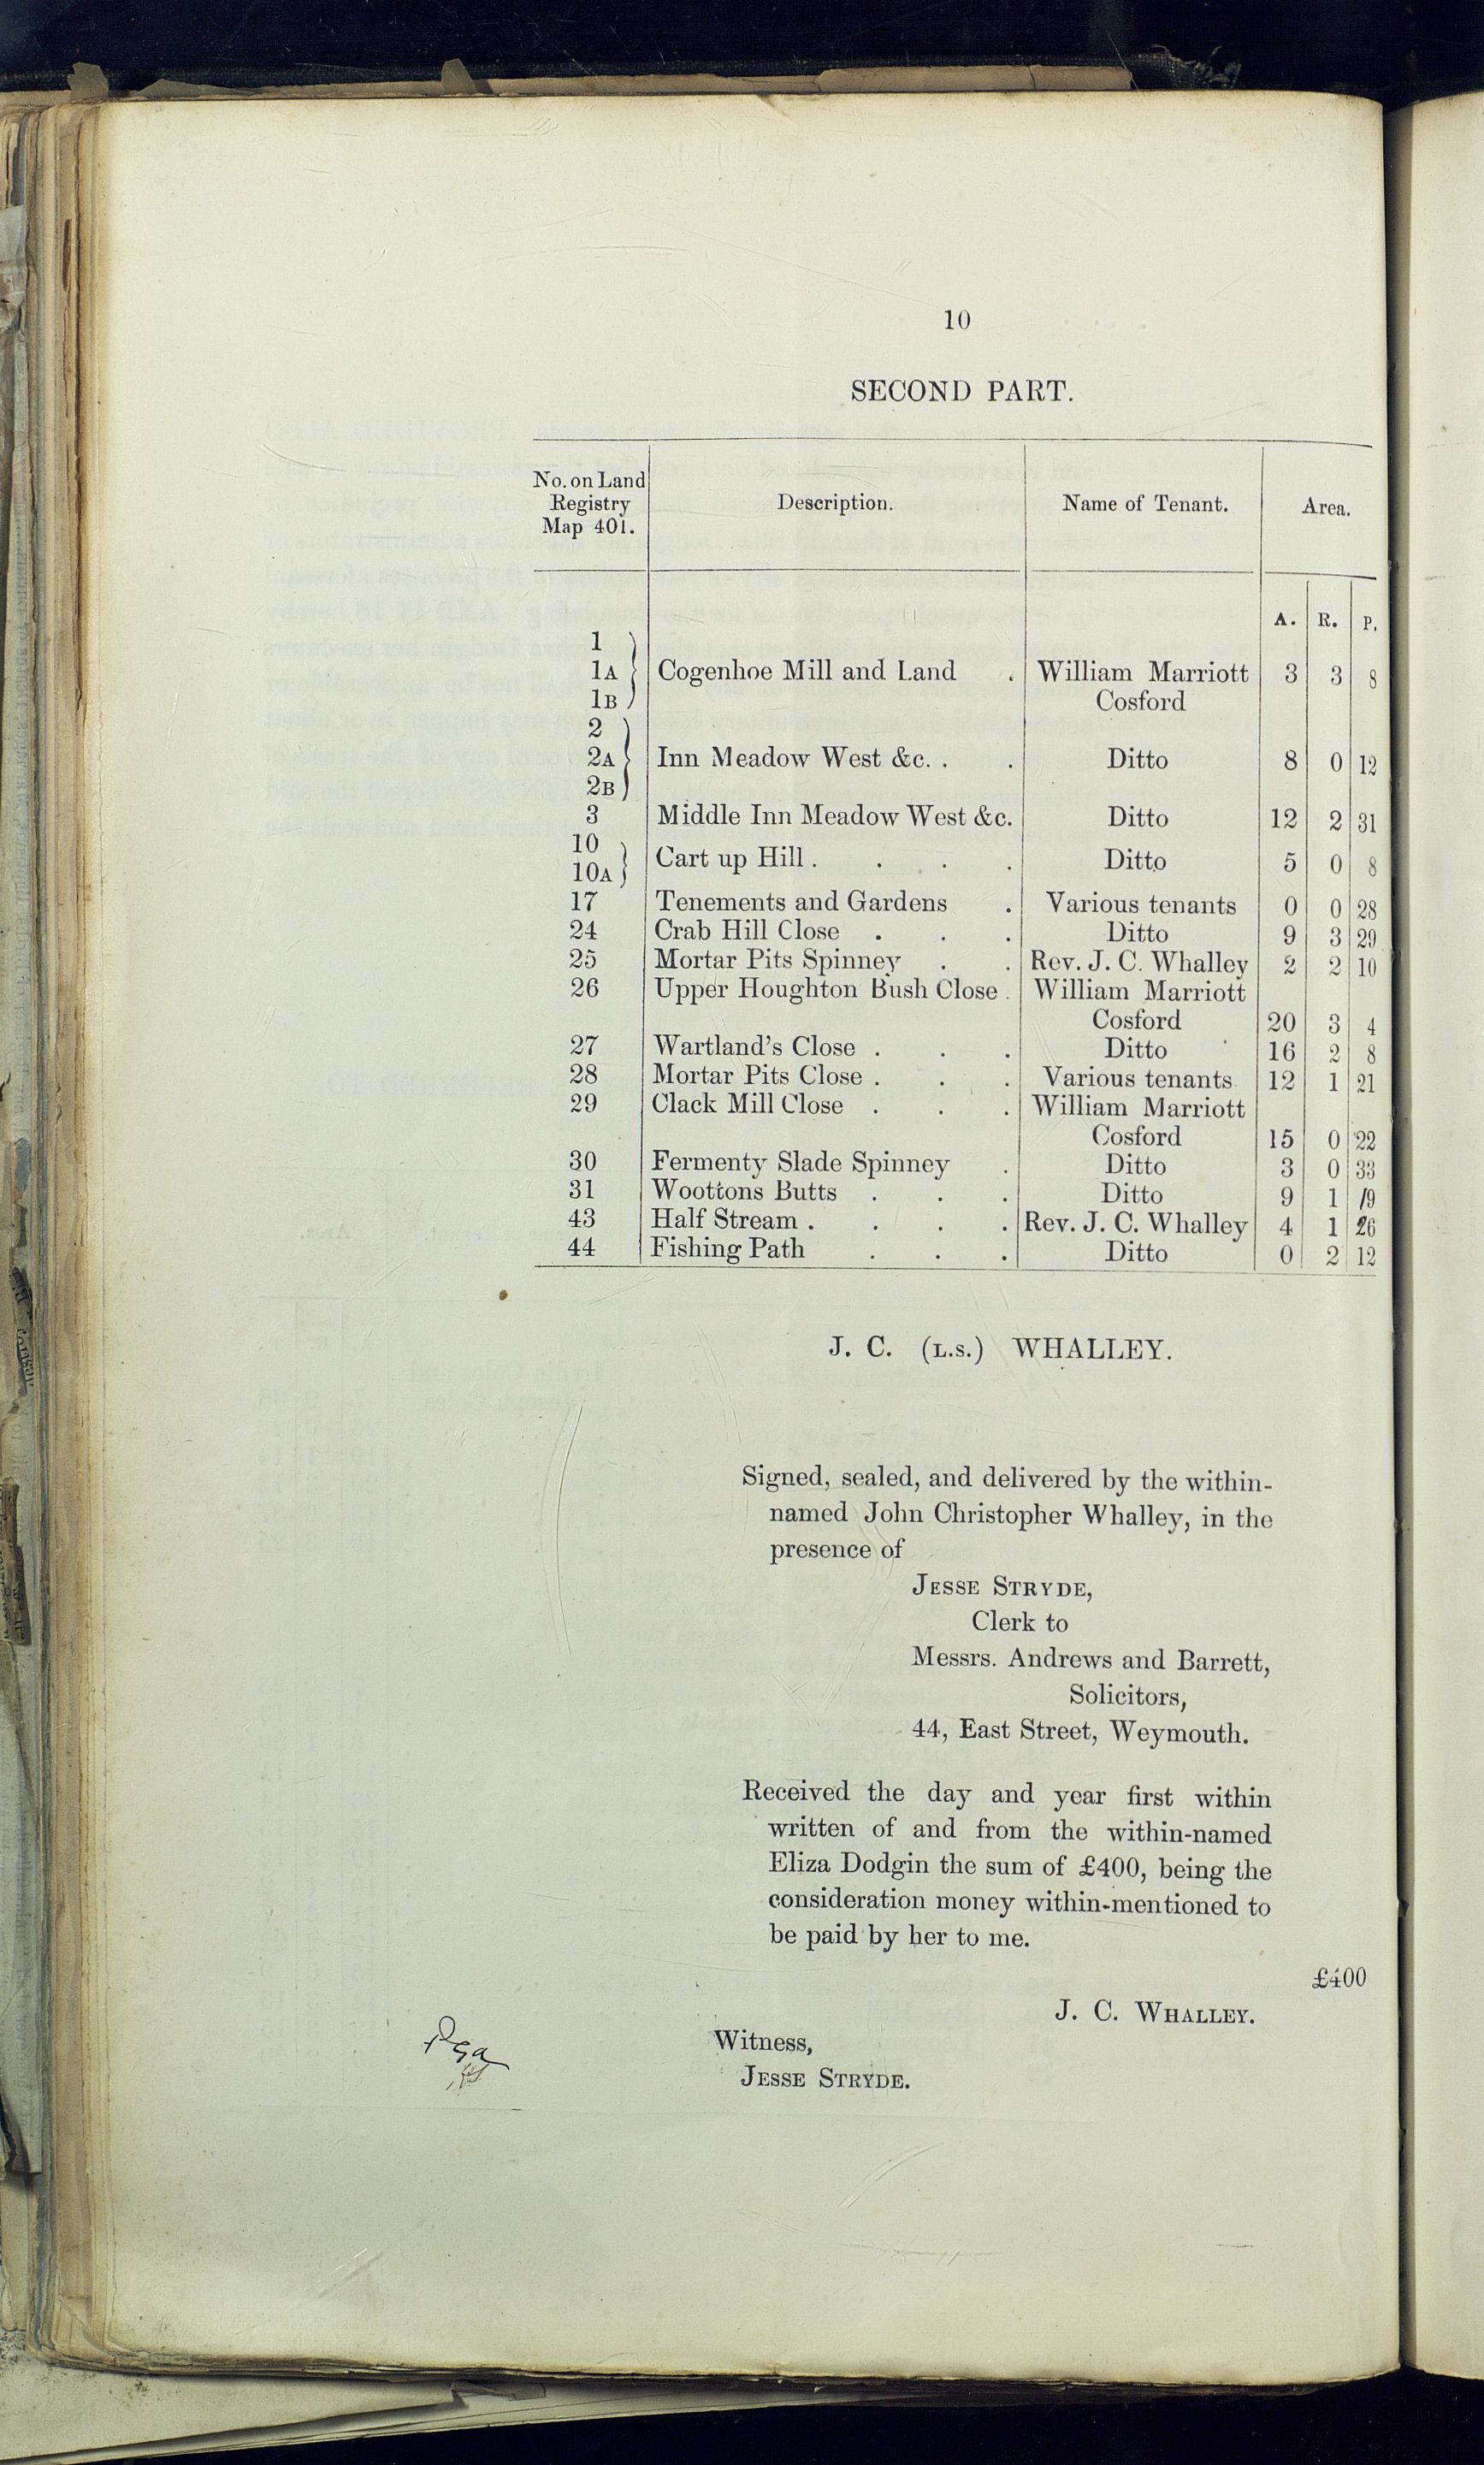 10
SECOND PART.
No. on Land Registry Map 401. Description. Name of Tenant. Area.
A. R. P.
1
1A Cogenhoe Mill and Land . William Marriott 3 3 8
1B Cosford
2
2A Inn Meadow West &c. . . Ditto 8 0 12
2B
3 Middle Inn Meadow West &c. Ditto 12 2 31
10
10A Cart up Hill . . . . Ditto 5 0 8
17 Tenements and Gardens . Various tenants 0 0 28
24 Crab Hill Close . . . Ditto 9 3 29
25 Mortar Pits Spinney . . Rev. J. C. Whalley 2 2 10
26 Upper Houghton Bush Close . William Marriott
Cosford 20 3 4
27 Wartland's Close . . . Ditto 16 2 8
28 Mortar Pits Close . . . Various tenants 12 1 21
29 Clack Mill Close . . . William Marriott
Cosford 15 0 22
30 Fermenty Slade Spinney . Ditto 3 0 33
31 Woottons Butts . . . Ditto 9 1 19
43 Half Stream . . . . Rev. J. C. Whalley 4 1 26
44 Fishing Path . . . Ditto 0 2 12
J. C. (L.S.) WHALLEY.
Signed, sealed, and delivered by the within-
named John Christopher Whalley, in the
presence of
JESSE STRYDE,
Clerk to
Messrs. Andrews and Barrett,
Solicitors,
44, East Street, Weymouth.
Received the day and year first within
written of and from the within-named
Eliza Dodgin the sum of £400, being the
consideration money within-mentioned to
be paid by her to me.
£400
J. C. WHALLEY.
Witness,
JESSE STRYDE.